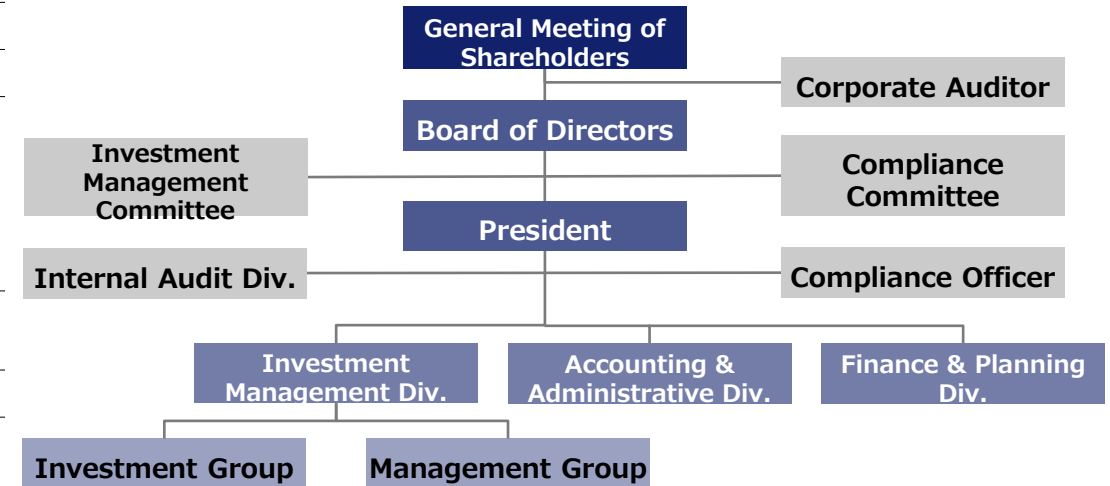 General Meeting of
Shareholders
Corporate Auditor
Board of Directors
Investment
Management
Committee
Compliance
Committee
President
Internal Audit Div.
Compliance Officer
Investment
Management Div.
Accounting &
Administrative Div.
Finance & Planning
Div.
Investment Group
Management Group